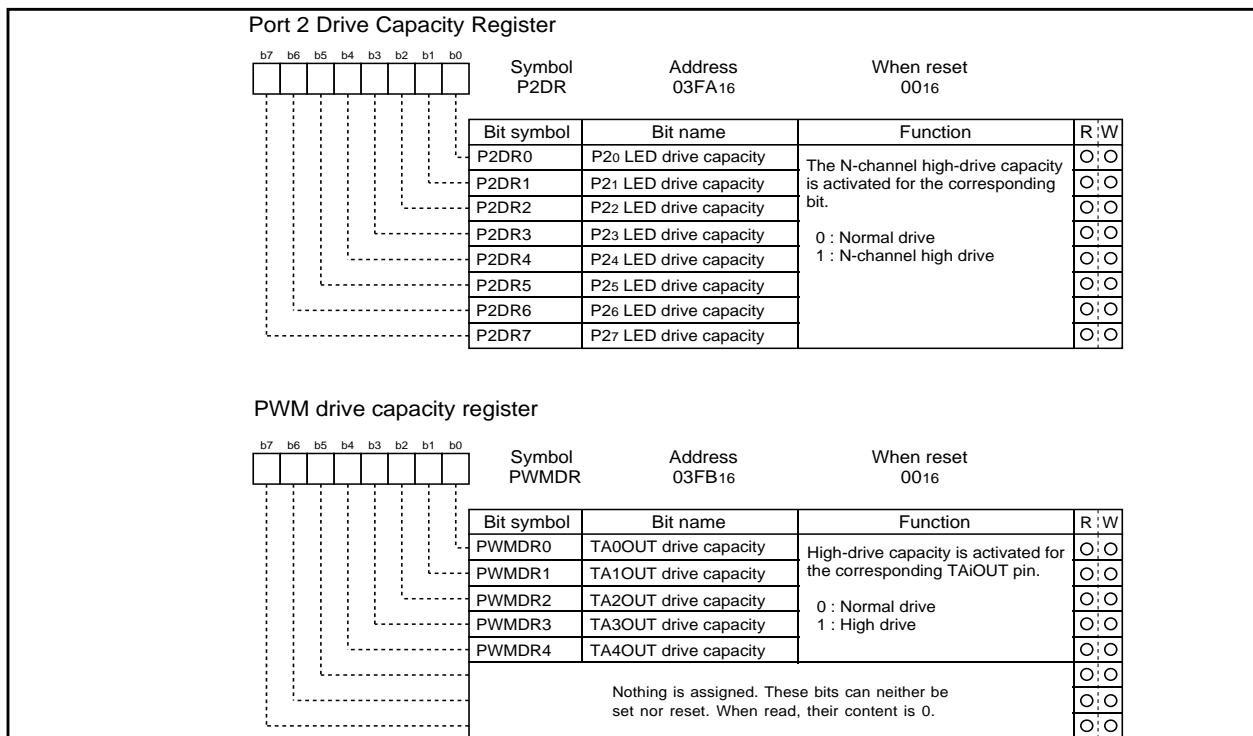 Port 2 Drive Capacity Register
b7 b6 b5 b4 b3 b2 b1 b0
Symbol Address When reset
P2DR 03FA16 0016
Bit symbol Bit name Function R W
P2DR0 P20 LED drive capacity The N-channel high-drive capacity O O
P2DR1 P21 LED drive capacity is activated for the corresponding O O
P2DR2 P22 LED drive capacity bit. O O
P2DR3 P23 LED drive capacity 0 : Normal drive O O
P2DR4 P24 LED drive capacity 1 : N-channel high drive O O
P2DR5 P25 LED drive capacity O O
P2DR6 P26 LED drive capacity O O
P2DR7 P27 LED drive capacity O O
PWM drive capacity register
b7 b6 b5 b4 b3 b2 b1 b0
Symbol Address When reset
PWMDR 03FB16 0016
Bit symbol Bit name Function R W
PWMDR0 TA0OUT drive capacity High-drive capacity is activated for O O
PWMDR1 TA1OUT drive capacity the corresponding TAiOUT pin. O O
PWMDR2 TA2OUT drive capacity 0 : Normal drive O O
PWMDR3 TA3OUT drive capacity 1 : High drive O O
PWMDR4 TA4OUT drive capacity O O
O O
Nothing is assigned. These bits can neither be O O
set nor reset. When read, their content is 0.
O O